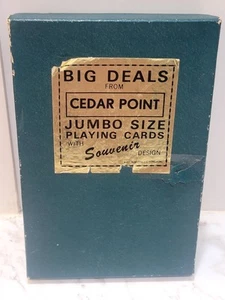 BIG DEALS
FROM
CEDAR POINT
JUMBO SIZE
PLAYING CARDS
WITH Souvenir DESIGN